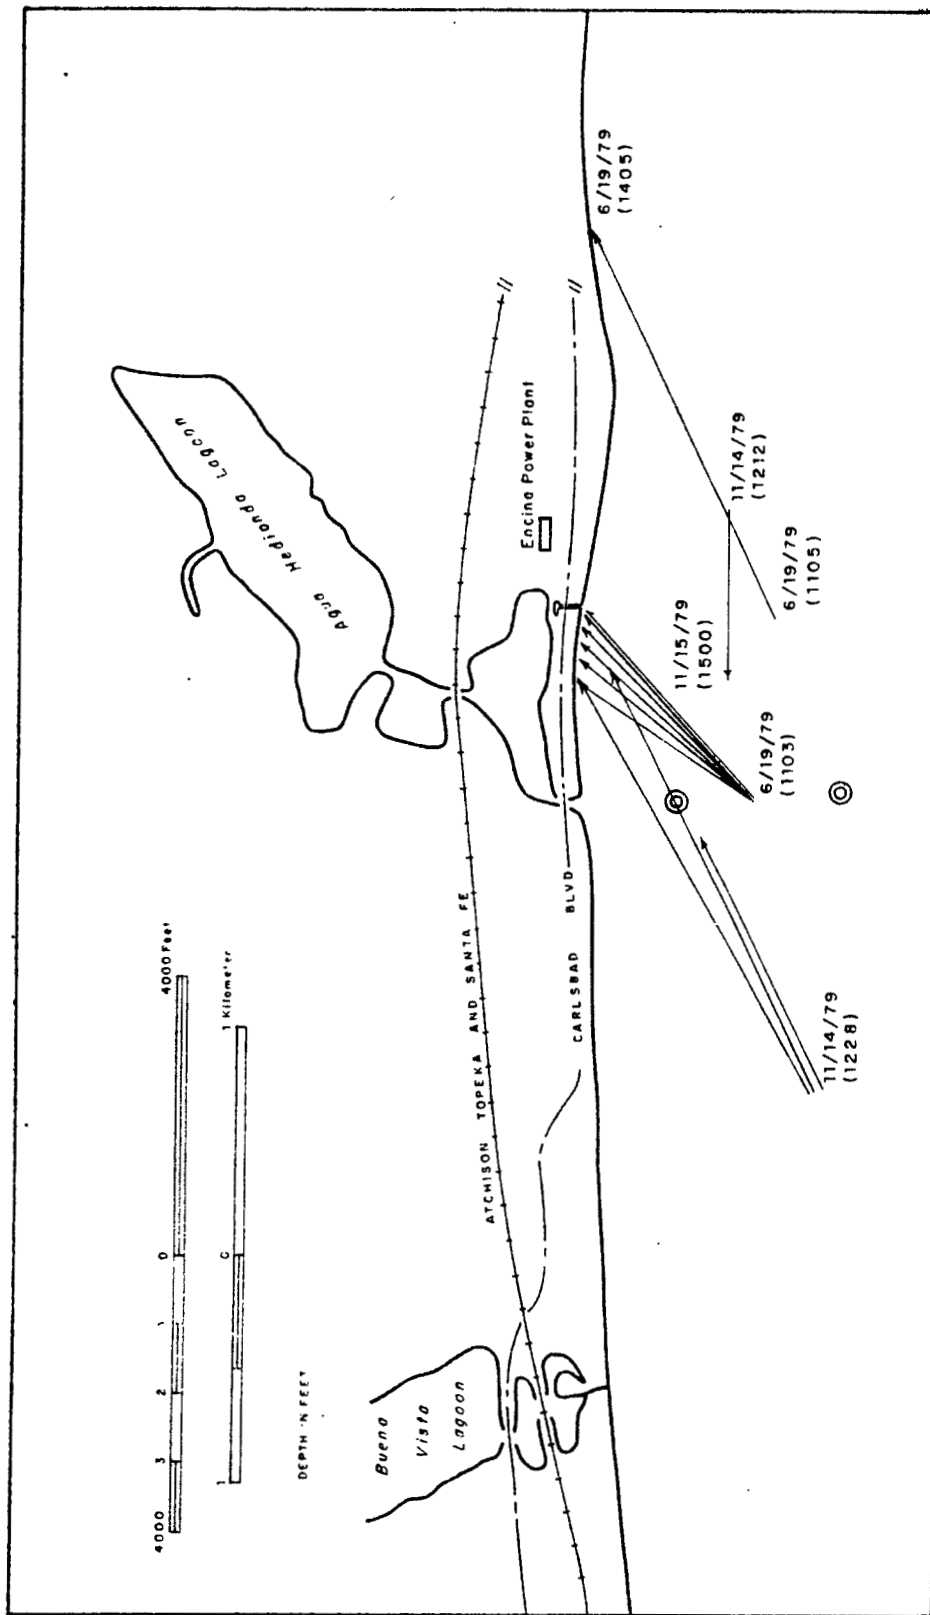 4000 Feet
0
1
2
3
4000
1 Kilometer
C
1
DEPTH 'N FEET
Buena
Vista
Lagoon
ATCHISON TOPEKA AND SANTA FE
CARLSBAD BLVD
Agua Hedionda Lagoon
Encina Power Plant
6/19/79
(1405)
11/14/79
(1212)
6/19/79
(1105)
11/15/79
(1500)
6/19/79
(1103)
11/14/79
(1228)